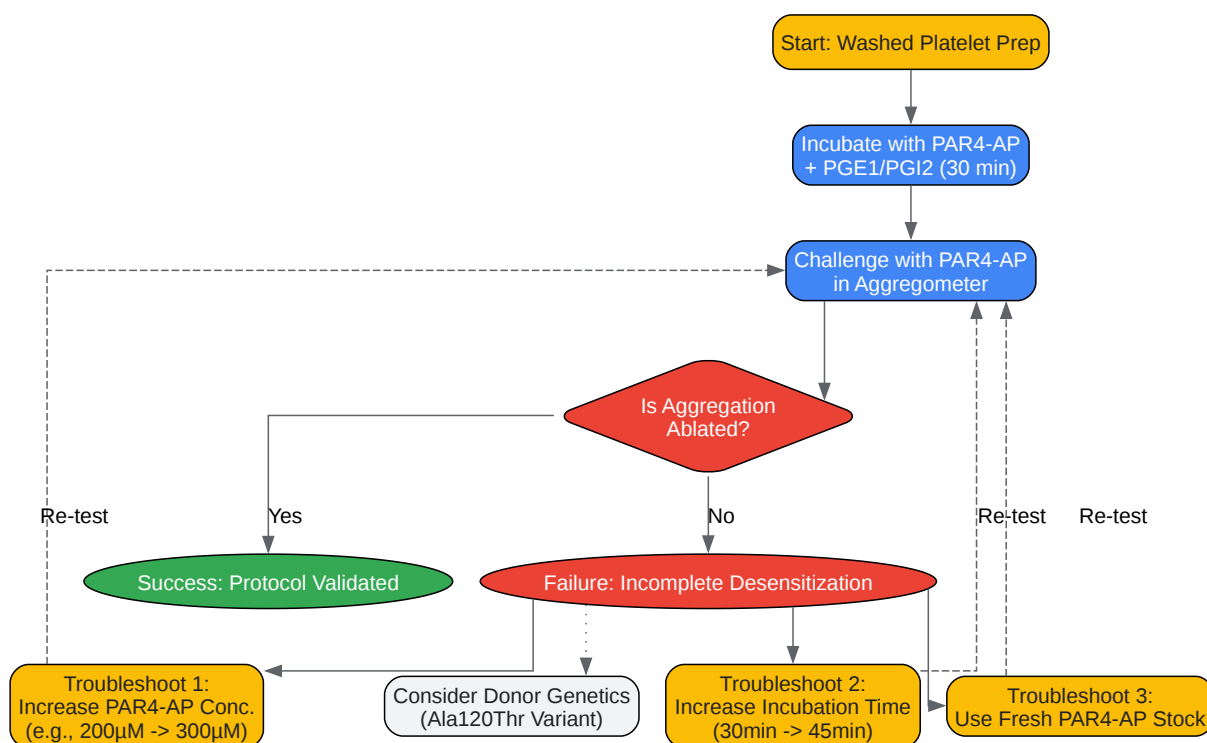 Start: Washed Platelet Prep
Incubate with PAR4-AP
+ PGE1/PGI2 (30 min)
Challenge with PAR4-AP
in Aggregometer
Is Aggregation
Ablated?
Re-test
Yes
No
Re-test
Re-test
Success: Protocol Validated
Failure: Incomplete Desensitization
Troubleshoot 1:
Increase PAR4-AP Conc.
(e.g., 200µM -> 300µM)
Consider Donor Genetics
(Ala120Thr Variant)
Troubleshoot 2:
Increase Incubation Time
(30min -> 45min)
Troubleshoot 3:
Use Fresh PAR4-AP Stock